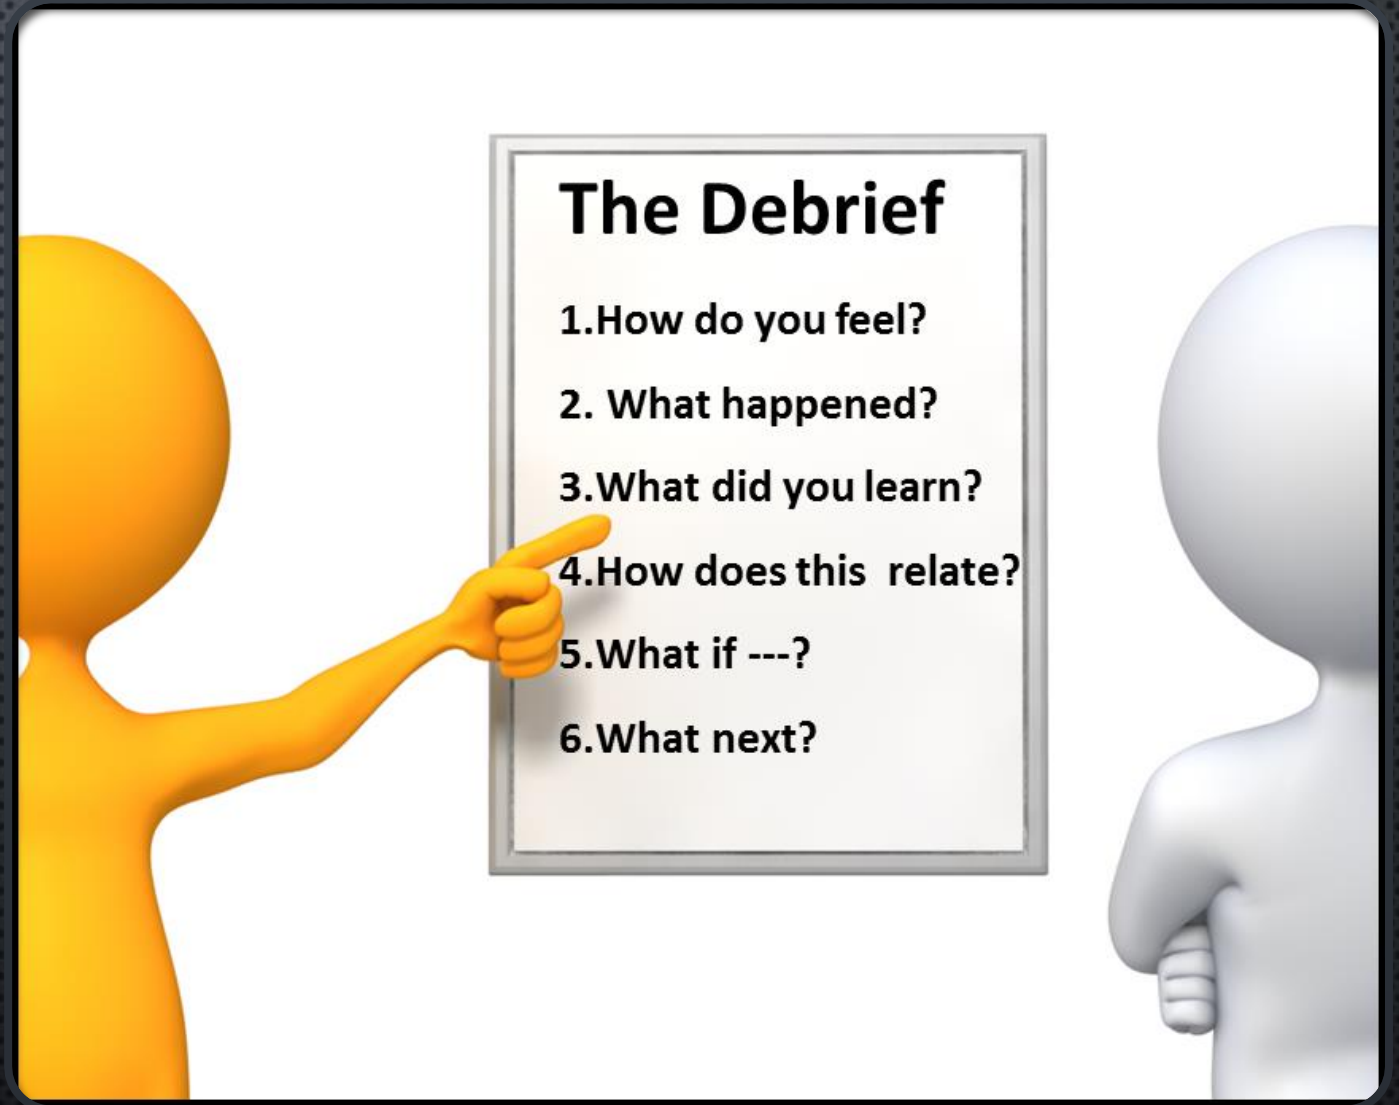 The Debrief
1.How do you feel?
2. What happened?
3.What did you learn?
4.How does this  relate?
5.What if ---?
6.What next?